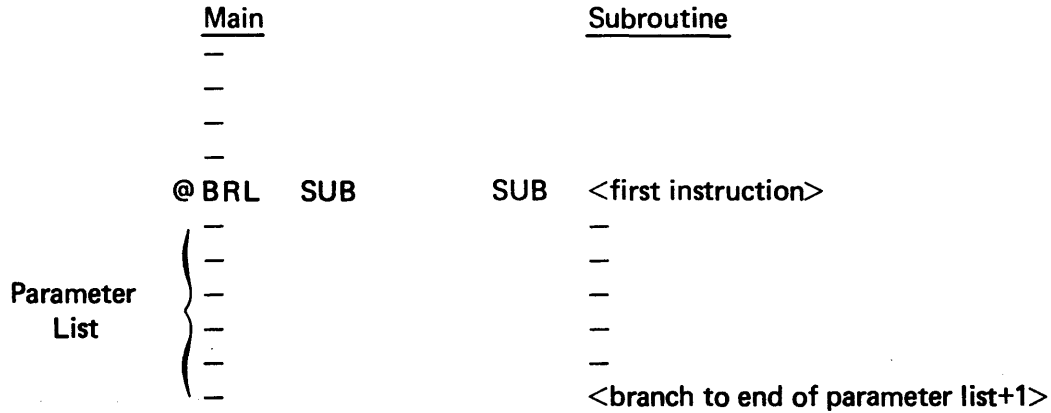 Main Subroutine
—
—
—
—
@ BRL SUB SUB <first instruction>
— —
— —
Parameter — —
List — —
— —
— <branch to end of parameter list+1>